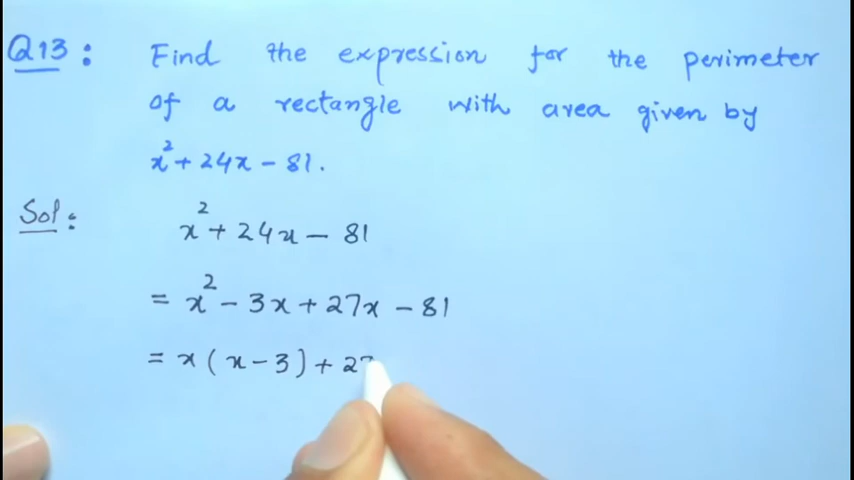 Q13: Find the expression for the perimeter
of a rectangle with area given by
x² + 24x - 81.
Sol: x² + 24x - 81
= x² - 3x + 27x - 81
= x(x-3) + 27